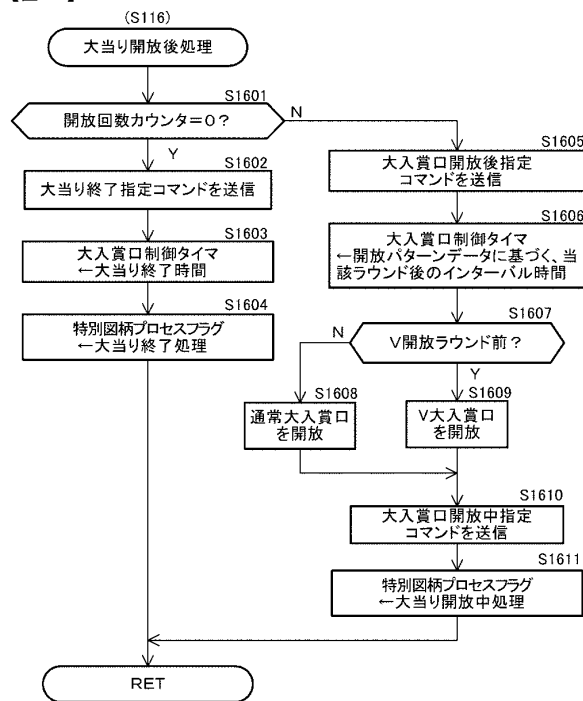 (S116)
大当り開放後処理
S1601
開放回数カウンタ=0?
N
Y
S1602
大当り終了指定コマンドを送信
S1603
大入賞口制御タイマ
←大当り終了時間
S1604
特別図柄プロセスフラグ
←大当り終了処理
S1605
大入賞口開放後指定
コマンドを送信
S1606
大入賞口制御タイマ
←開放パターンデータに基づく、当
該ラウンド後のインターバル時間
S1607
V開放ラウンド前?
N
Y
S1608
通常大入賞口
を開放
S1609
V大入賞口
を開放
S1610
大入賞口開放中指定
コマンドを送信
S1611
特別図柄プロセスフラグ
←大当り開放中処理
RET